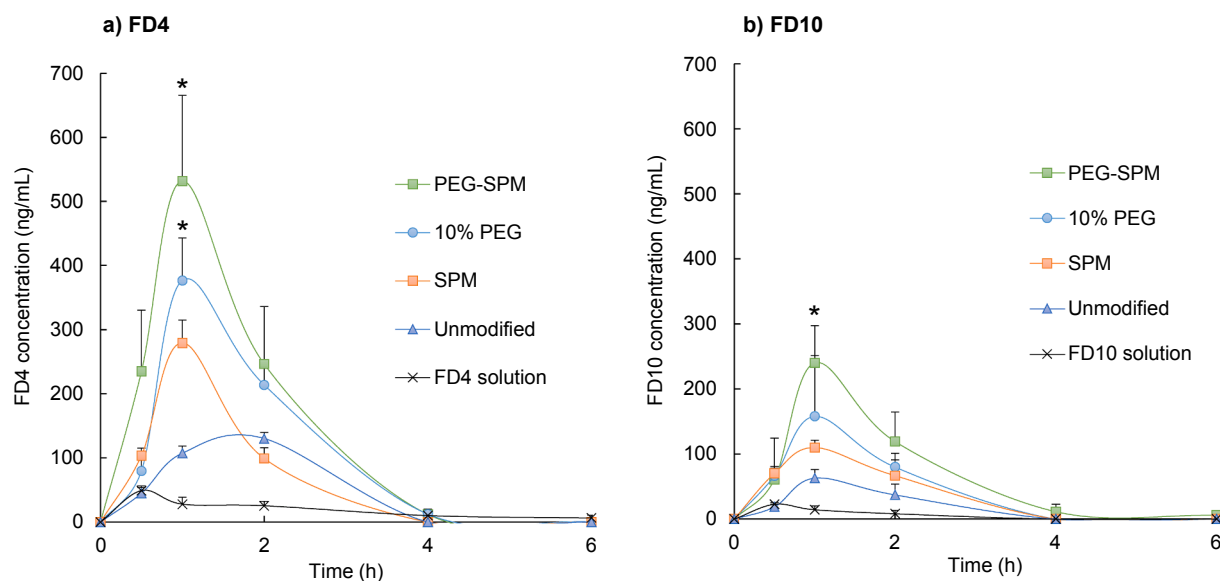 a) FD4
700
600
500
400
300
200
100
0
0 2 4 6
FD4 concentration (ng/mL)
Time (h)
*
*
PEG-SPM
10% PEG
SPM
Unmodified
FD4 solution
b) FD10
700
600
500
400
300
200
100
0
0 2 4 6
FD10 concentration (ng/mL)
Time (h)
*
PEG-SPM
10% PEG
SPM
Unmodified
FD10 solution